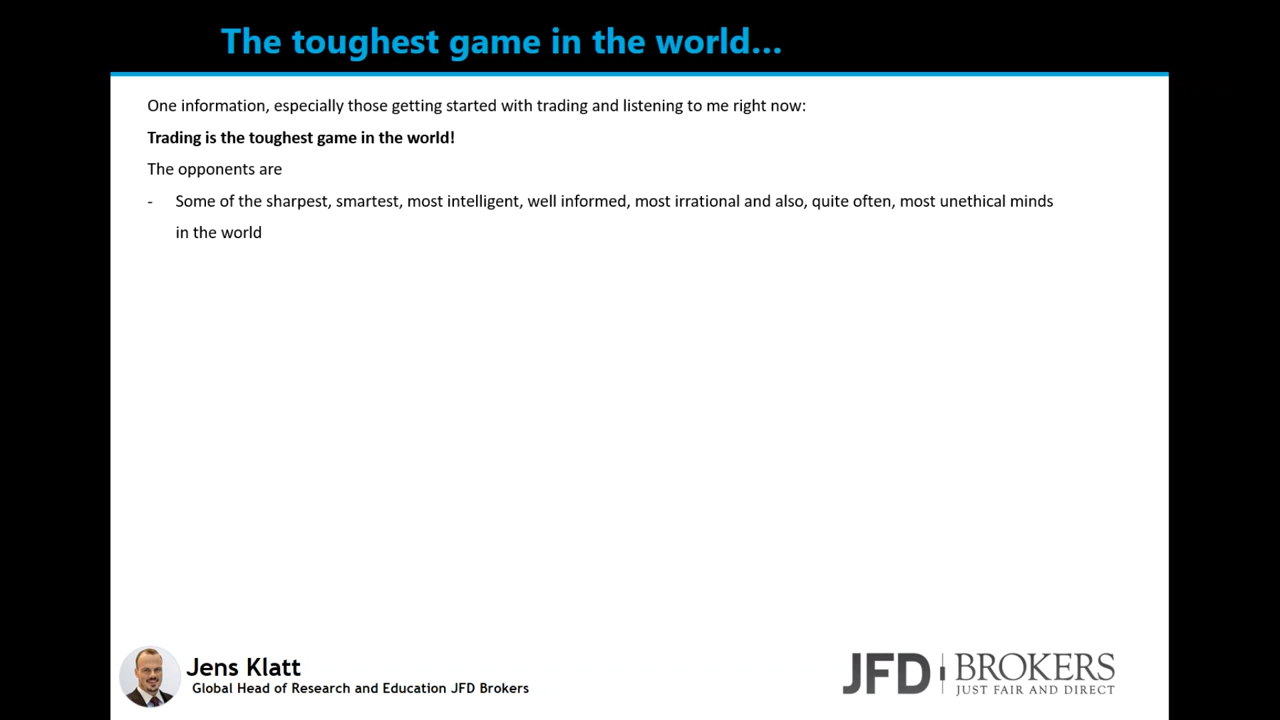 The toughest game in the world...
One information, especially those getting started with trading and listening to me right now:
Trading is the toughest game in the world!
The opponents are
- Some of the sharpest, smartest, most intelligent, well informed, most irrational and also, quite often, most unethical minds
in the world
Jens Klatt
Global Head of Research and Education JFD Brokers
JFD BROKERS
JUST FAIR AND DIRECT